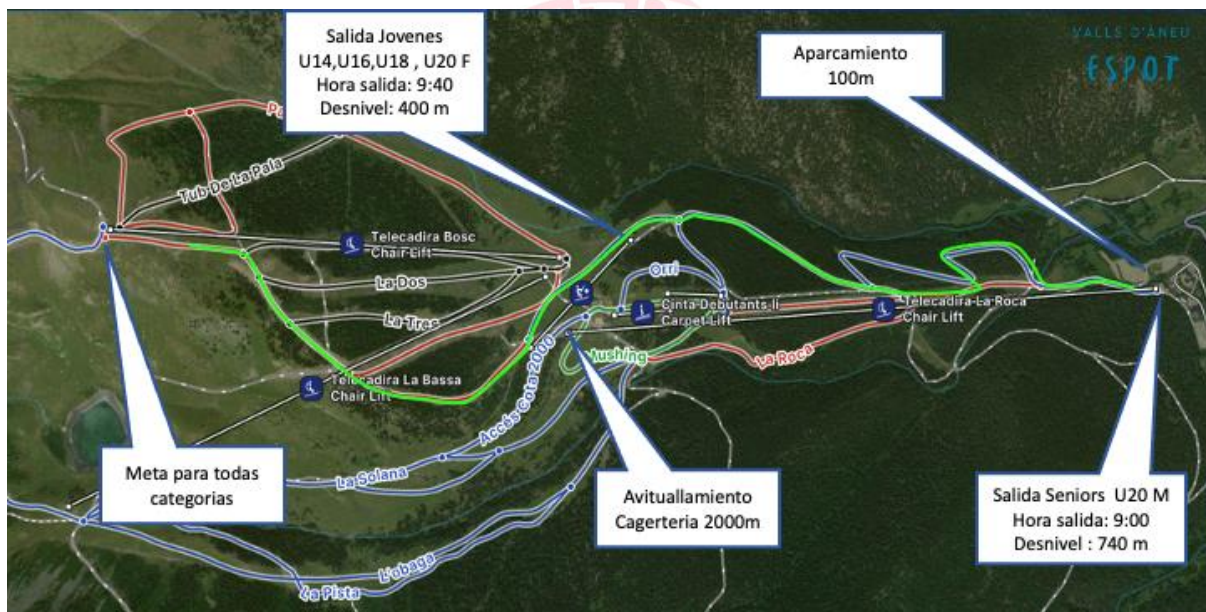 Salida Jovenes
U14,U16,U18 , U20 F
Hora salida: 9:40
Desnivel: 400 m
Aparcamiento
100m
VALLS D'ÀNEU
ESPOT
Tub De La Pala
Telecadira Bosc
Chair Lift
La Dos
La Tres
Telecadira La Bassa
Chair Lift
Orri
Cinta Debutants II
Carpet Lift
Telecadira La Roca
Chair Lift
Mushing
La Roca
Accés Cota 2000
La Solana
L'obaga
La Pista
Meta para todas
categorias
Avituallamiento
Cagerteria 2000m
Salida Seniors U20 M
Hora salida: 9:00
Desnivel : 740 m